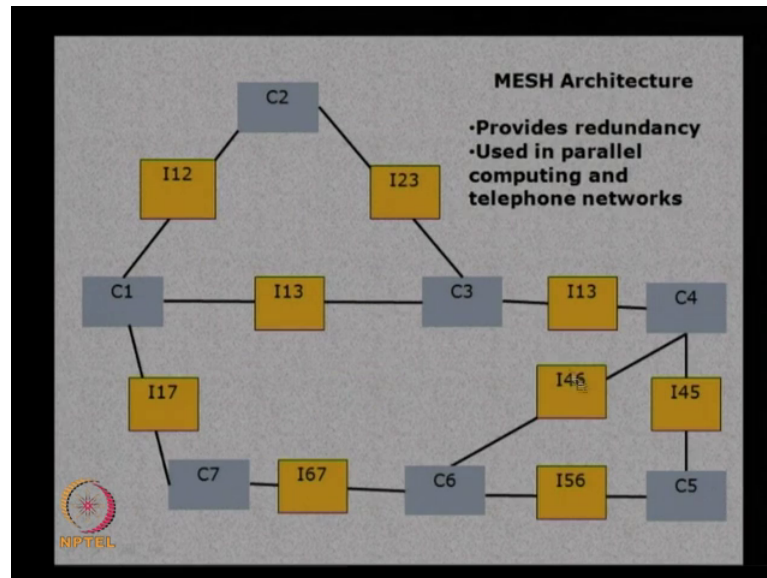 MESH Architecture
C2
•Provides redundancy
•Used in parallel
computing and
telephone networks
I12
I23
C1
I13
C3
I13
C4
I46
I45
I17
C7
I67
C6
I56
C5
NPTEL